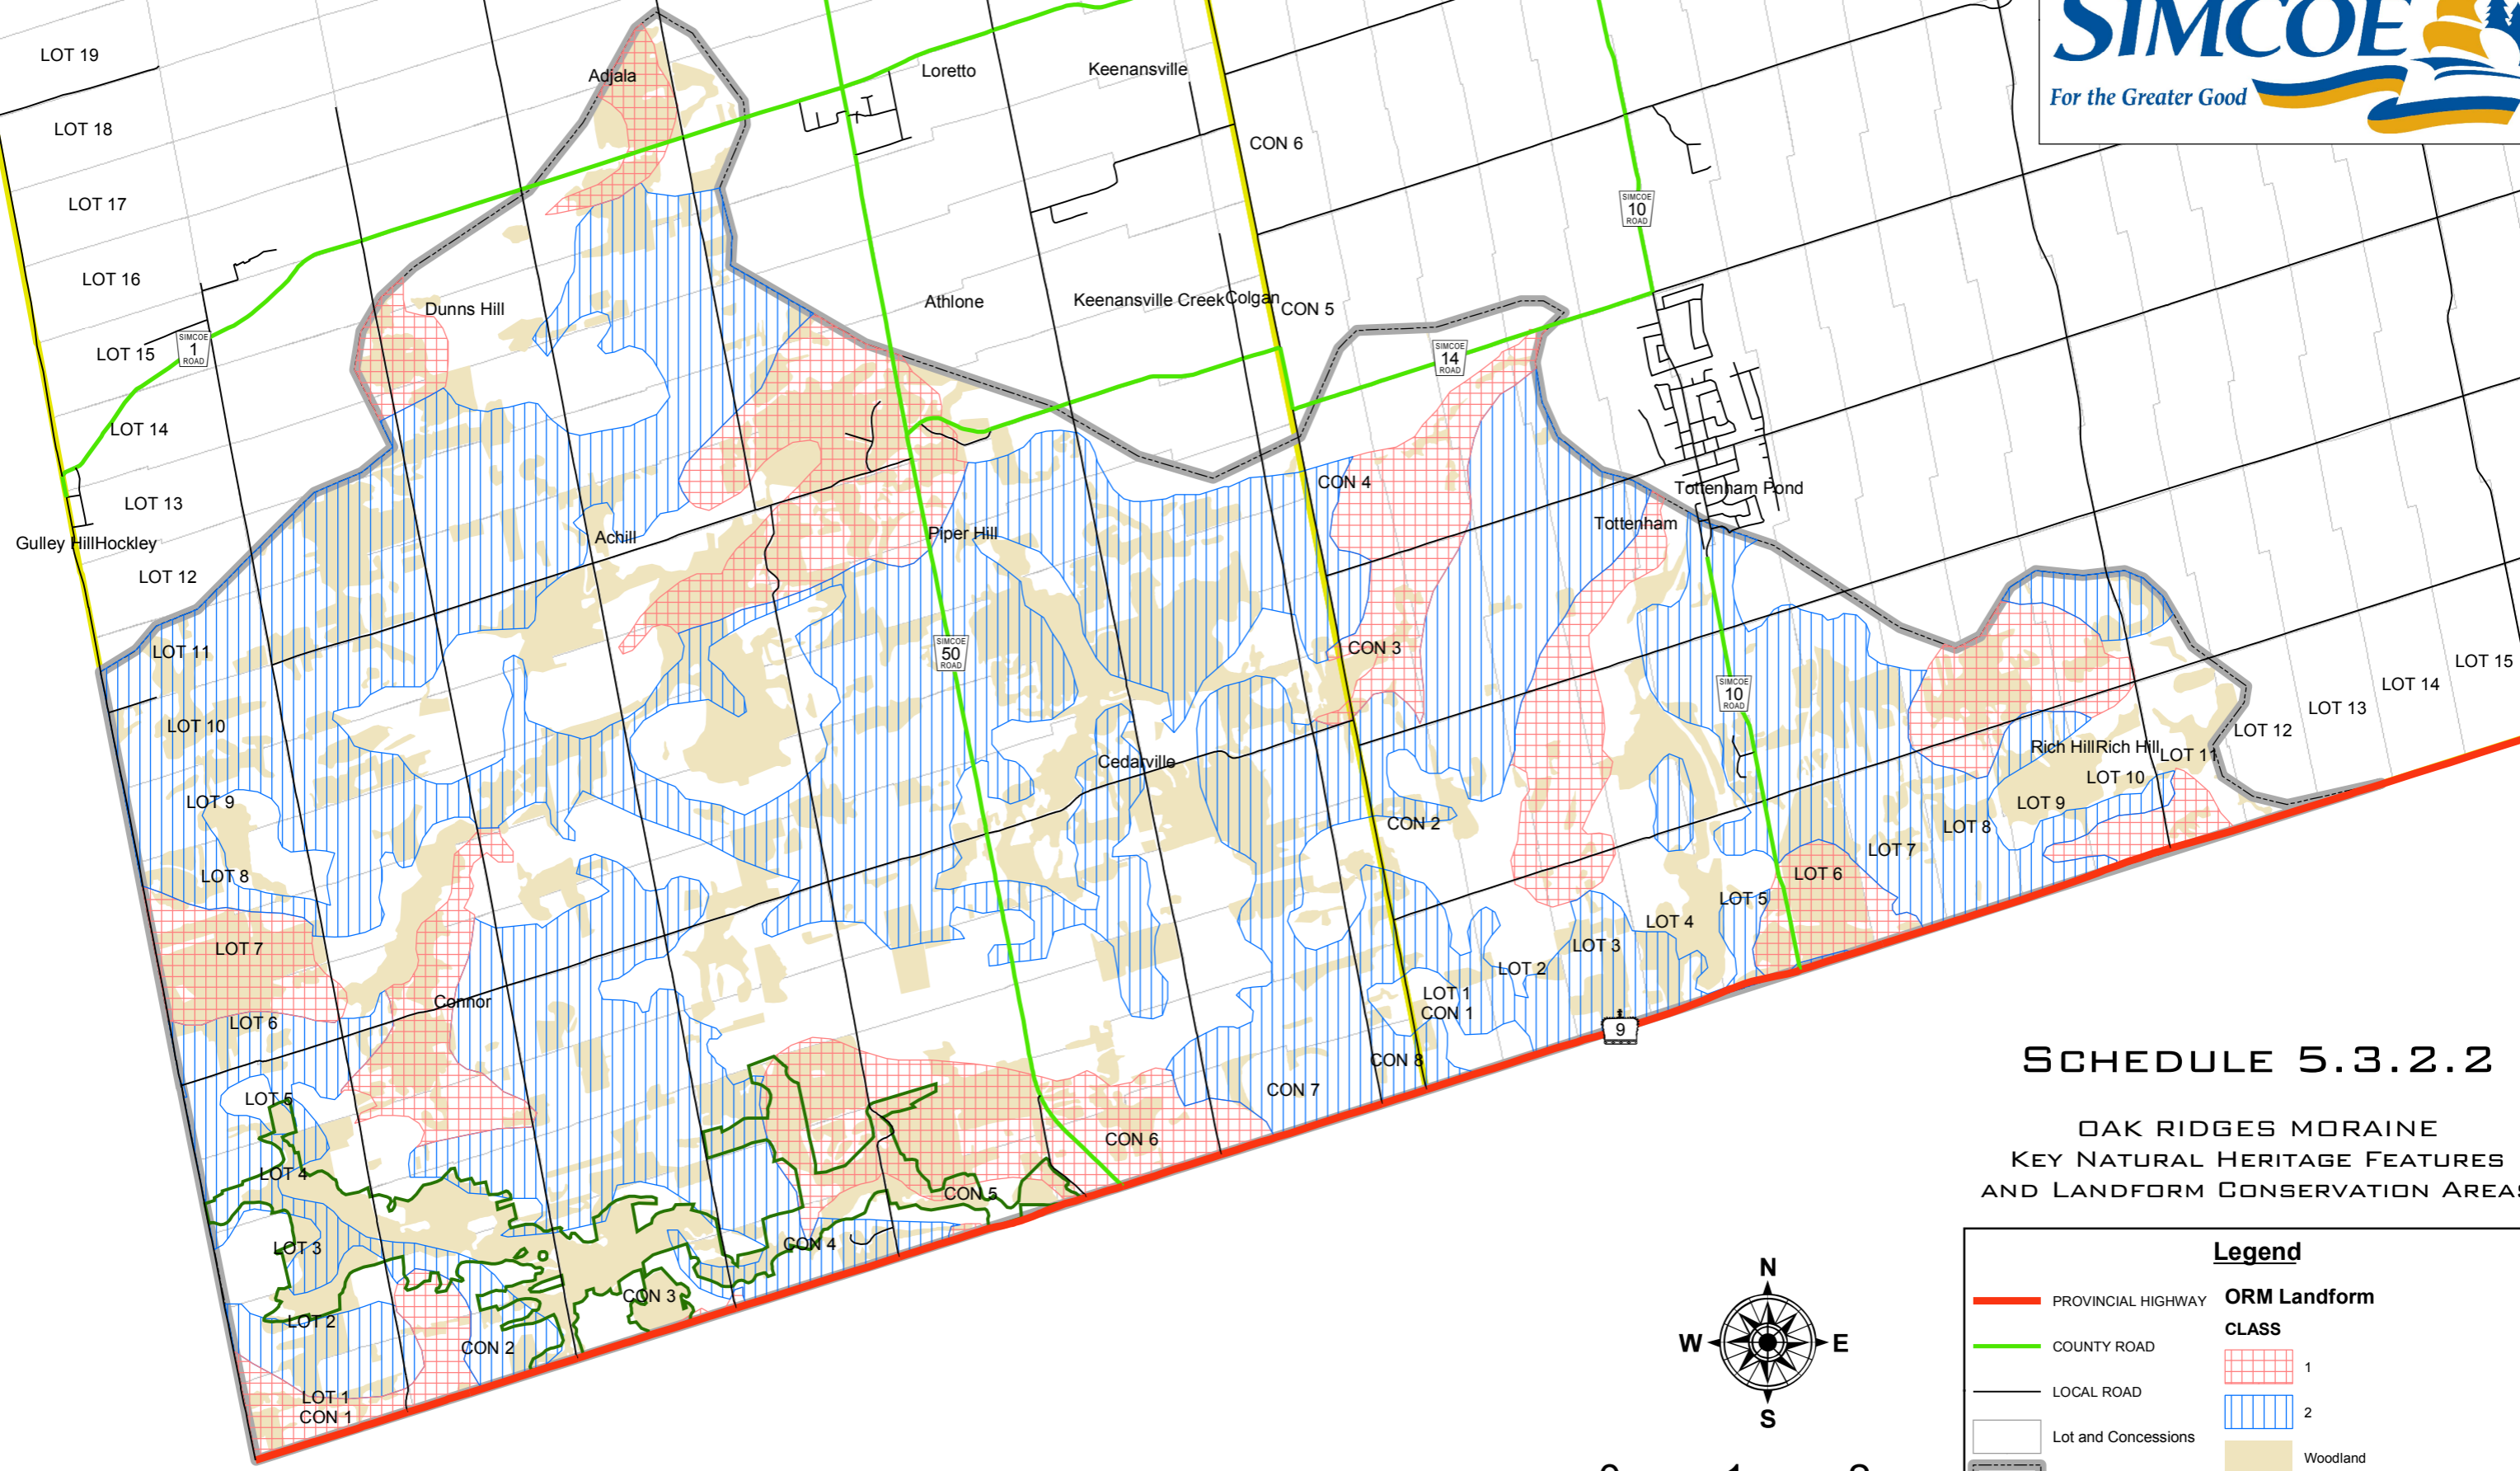 SIMCOE
For the Greater Good
LOT 19
LOT 18
LOT 17
LOT 16
LOT 15
LOT 14
LOT 13
LOT 12
LOT 11
LOT 10
LOT 9
LOT 8
LOT 7
LOT 6
LOT 5
LOT 4
LOT 3
LOT 2
LOT 1
CON 1
Adjala
Loretto
Keenansville
CON 6
SIMCOE
10
ROAD
SIMCOE
1
ROAD
Dunns Hill
Athlone
Keenansville Creek
Colgan
CON 5
SIMCOE
14
ROAD
Gulley Hill
Hockley
Achill
Piper Hill
CON 4
Tottenham Pond
Tottenham
SIMCOE
50
ROAD
CON 3
SIMCOE
10
ROAD
Cedarville
CON 2
Rich Hill
Rich Hill
LOT 15
LOT 14
LOT 13
LOT 12
LOT 11
LOT 10
LOT 9
LOT 8
LOT 7
LOT 6
LOT 5
LOT 4
LOT 3
LOT 2
LOT 1
CON 1
9
Connor
CON 8
CON 7
CON 6
CON 5
CON 4
CON 3
CON 2
SCHEDULE 5.3.2.2
OAK RIDGES MORAINE
KEY NATURAL HERITAGE FEATURES
AND LANDFORM CONSERVATION AREAS
N
W
E
S
Legend
PROVINCIAL HIGHWAY
COUNTY ROAD
LOCAL ROAD
Lot and Concessions
ORM Landform
CLASS
1
2
Woodland